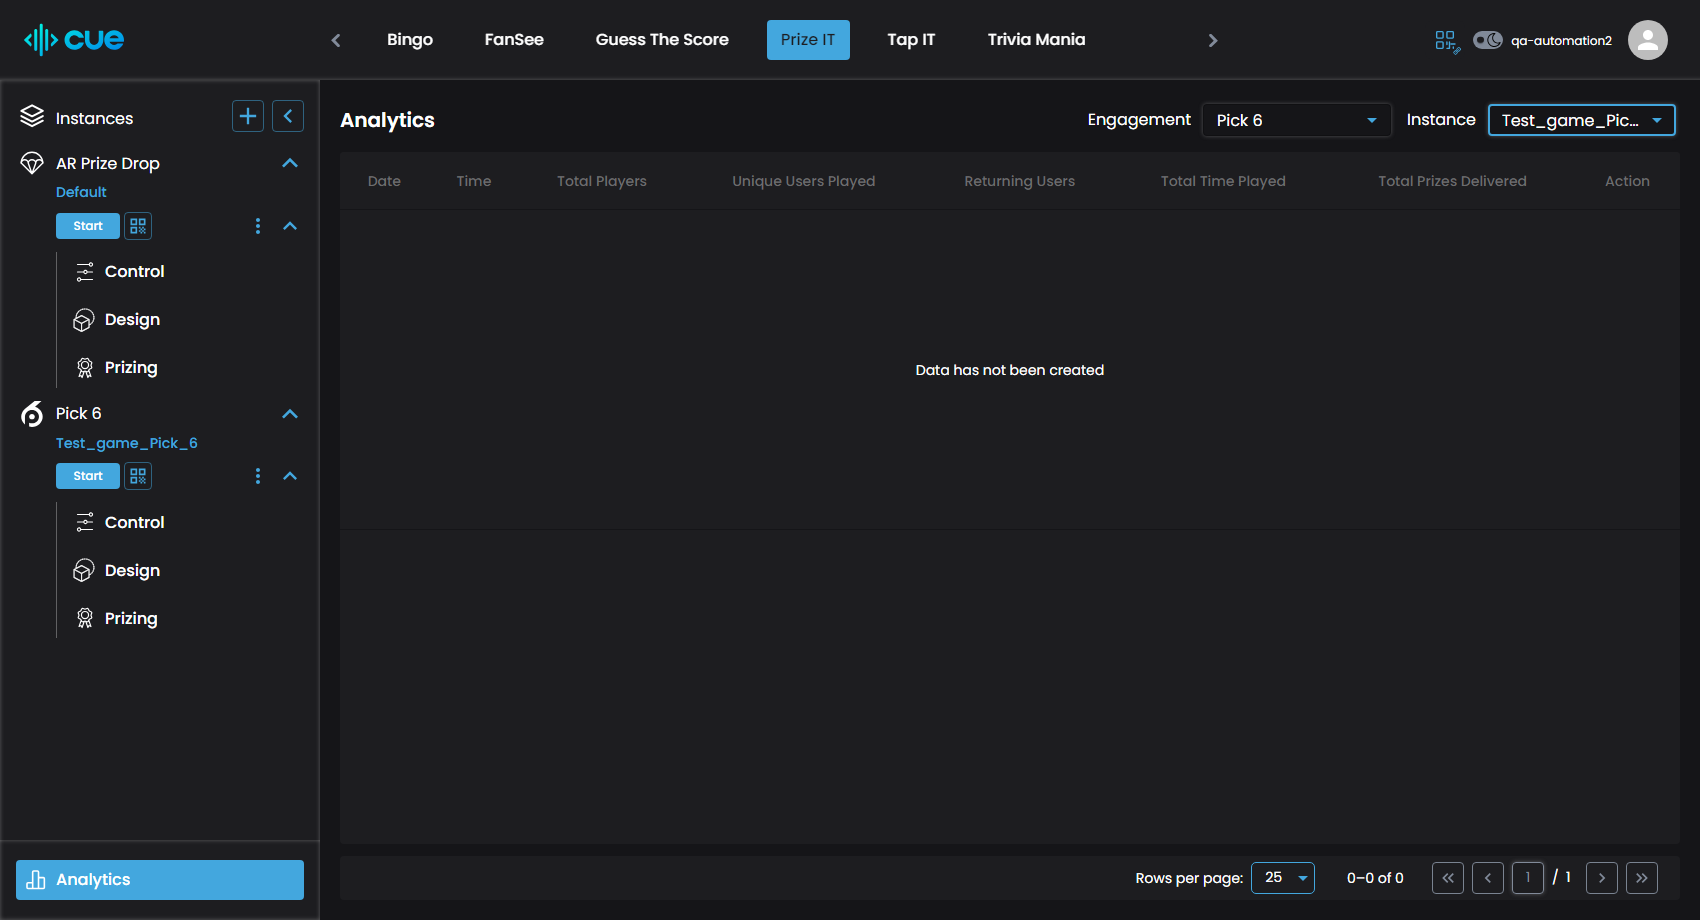 cue
Bingo
FanSee
Guess The Score
Prize IT
Tap IT
Trivia Mania
qa-automation2
Instances
AR Prize Drop
Default
Start
Control
Design
Prizing
Pick 6
Test_game_Pick_6
Start
Control
Design
Prizing
Analytics
Analytics
Engagement
Pick 6
Instance
Test_game_Pic...
Date
Time
Total Players
Unique Users Played
Returning Users
Total Time Played
Total Prizes Delivered
Action
Data has not been created
Rows per page:
25
0–0 of 0
1
/ 1